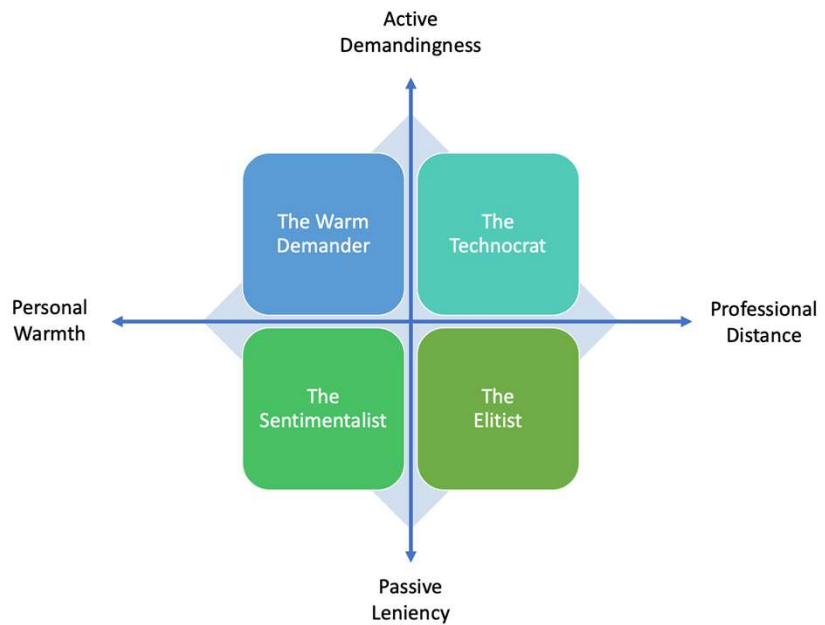 Active
Demandingness
The Warm
Demander
The
Technocrat
Personal
Warmth
Professional
Distance
The
Sentimentalist
The
Elitist
Passive
Leniency